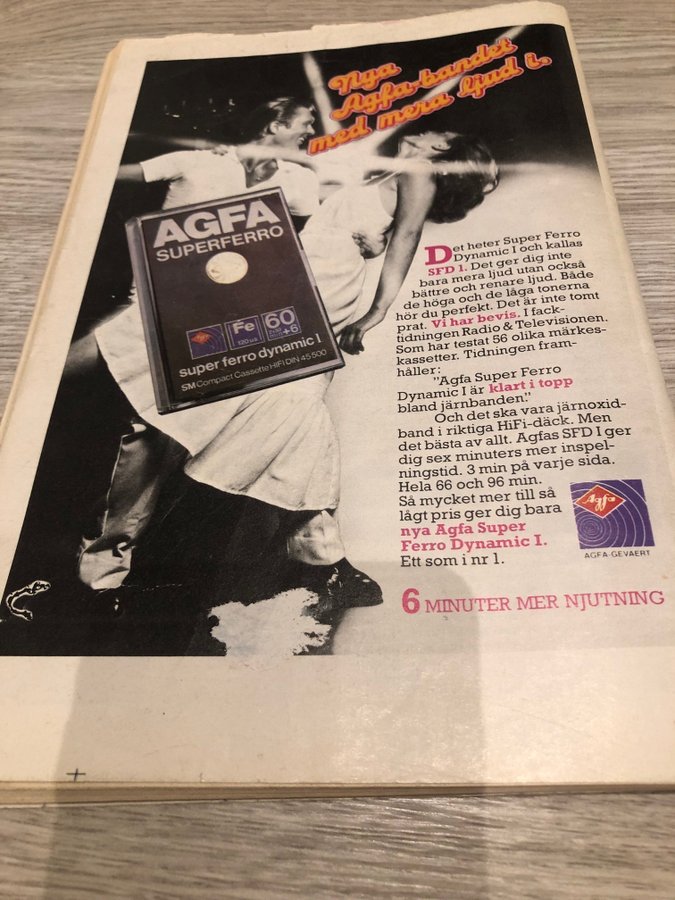 Nya
Agfa-bandet
med mera ljud i.
AGFA
SUPERFERRO
Agfa
Fe
120 µs
60
+6
super ferro dynamic I
SM Compact Cassette HIFI DIN 45 500
Det heter Super Ferro
Dynamic I och kallas
SFD I. Det ger dig inte
bara mera ljud utan också
bättre och renare ljud. Både
de höga och de låga tonerna
hör du perfekt. Det är inte tomt
prat. Vi har bevis. I fack-
tidningen Radio & Televisionen.
Som har testat 56 olika märkes-
kassetter. Tidningen fram-
håller:
"Agfa Super Ferro
Dynamic I är klart i topp
bland järnbanden."
Och det ska vara järnoxid-
band i riktiga HiFi-däck. Men
det bästa av allt. Agfas SFD I ger
dig sex minuters mer inspel-
ningstid. 3 min på varje sida.
Hela 66 och 96 min.
Så mycket mer till så
lågt pris ger dig bara
nya Agfa Super
Ferro Dynamic I.
Ett som i nr 1.
Agfa
AGFA-GEVAERT
6 MINUTER MER NJUTNING